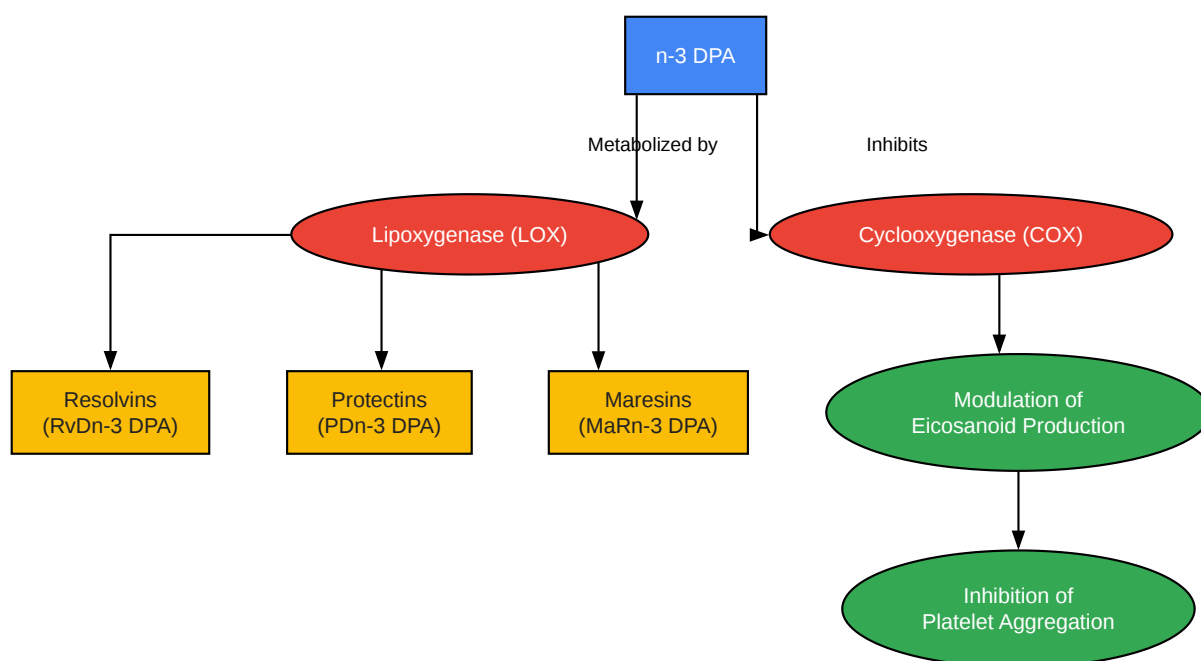 n-3 DPA
Metabolized by
Inhibits
Lipoxygenase (LOX)
Cyclooxygenase (COX)
Resolvins
(RvDn-3 DPA)
Protectins
(PDn-3 DPA)
Maresins
(MaRn-3 DPA)
Modulation of
Eicosanoid Production
Inhibition of
Platelet Aggregation